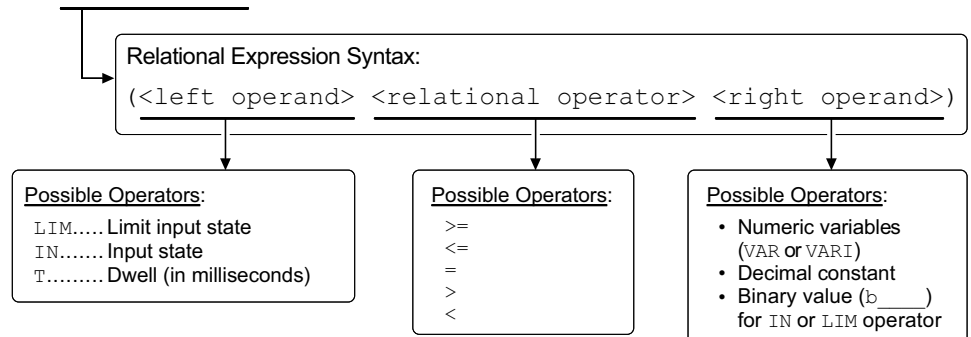 Relational Expression Syntax:
(<left operand> <relational operator> <right operand>)
Possible Operators:
LIM..... Limit input state
IN....... Input state
T......... Dwell (in milliseconds)
Possible Operators:
>=
<=
=
>
<
Possible Operators:
• Numeric variables
(VAR or VARI)
• Decimal constant
• Binary value (b____)
for IN or LIM operator